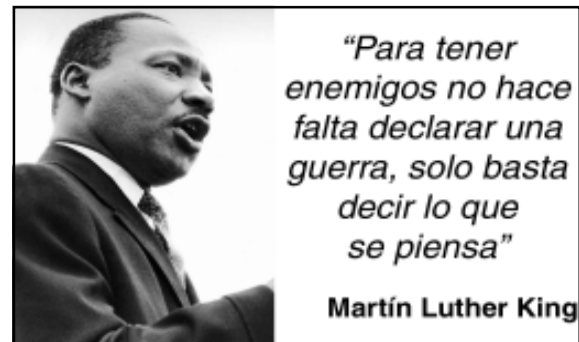 “Para tener
enemigos no hace
falta declarar una
guerra, solo basta
decir lo que
se piensa”
Martín Luther King